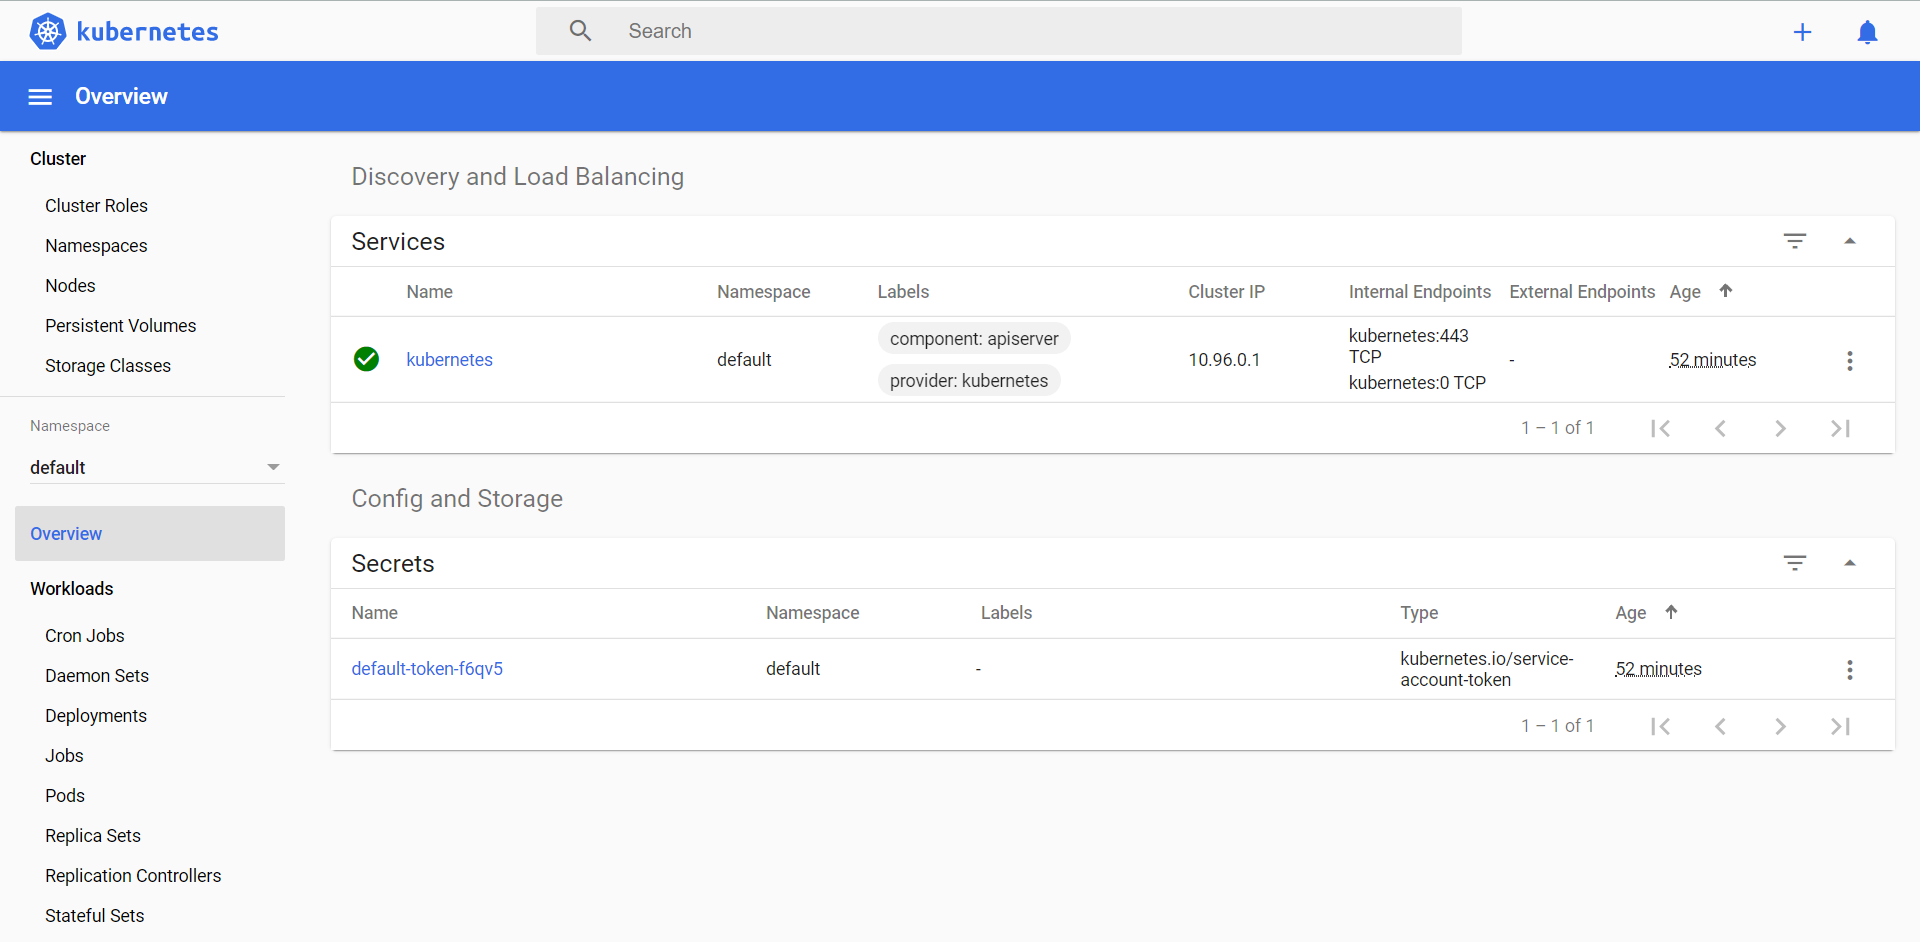 kubernetes
Search
Overview
Cluster
Cluster Roles
Namespaces
Nodes
Persistent Volumes
Storage Classes
Namespace
default
Overview
Workloads
Cron Jobs
Daemon Sets
Deployments
Jobs
Pods
Replica Sets
Replication Controllers
Stateful Sets
Discovery and Load Balancing
Services
Name Namespace Labels Cluster IP Internal Endpoints External Endpoints Age
kubernetes default component: apiserver provider: kubernetes 10.96.0.1 kubernetes:443 TCP kubernetes:0 TCP - 52 minutes
1 – 1 of 1
Config and Storage
Secrets
Name Namespace Labels Type Age
default-token-f6qv5 default - kubernetes.io/service-account-token 52 minutes
1 – 1 of 1